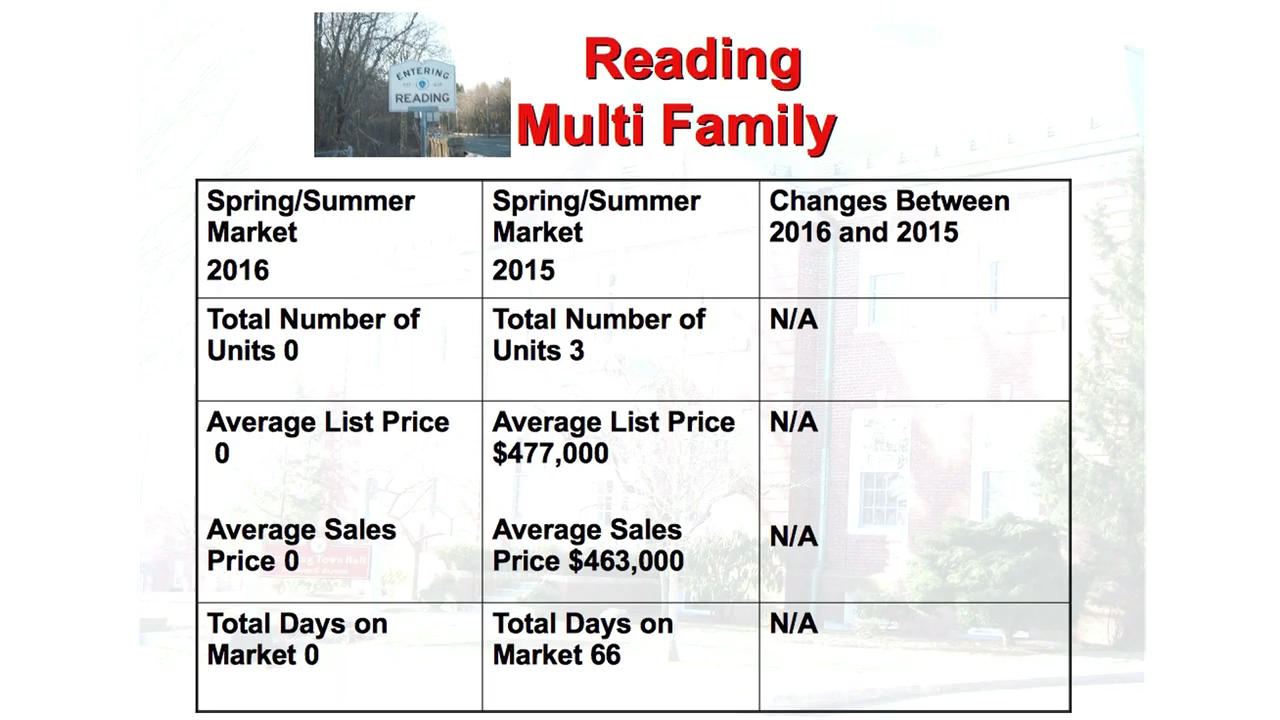 ENTERING
READING
Reading
Multi Family
Spring/Summer
Market
2016
Spring/Summer
Market
2015
Changes Between
2016 and 2015
Total Number of
Units 0
Total Number of
Units 3
N/A
Average List Price
0
Average List Price
$477,000
N/A
Average Sales
Price 0
Average Sales
Price $463,000
N/A
Total Days on
Market 0
Total Days on
Market 66
N/A
Town Hall